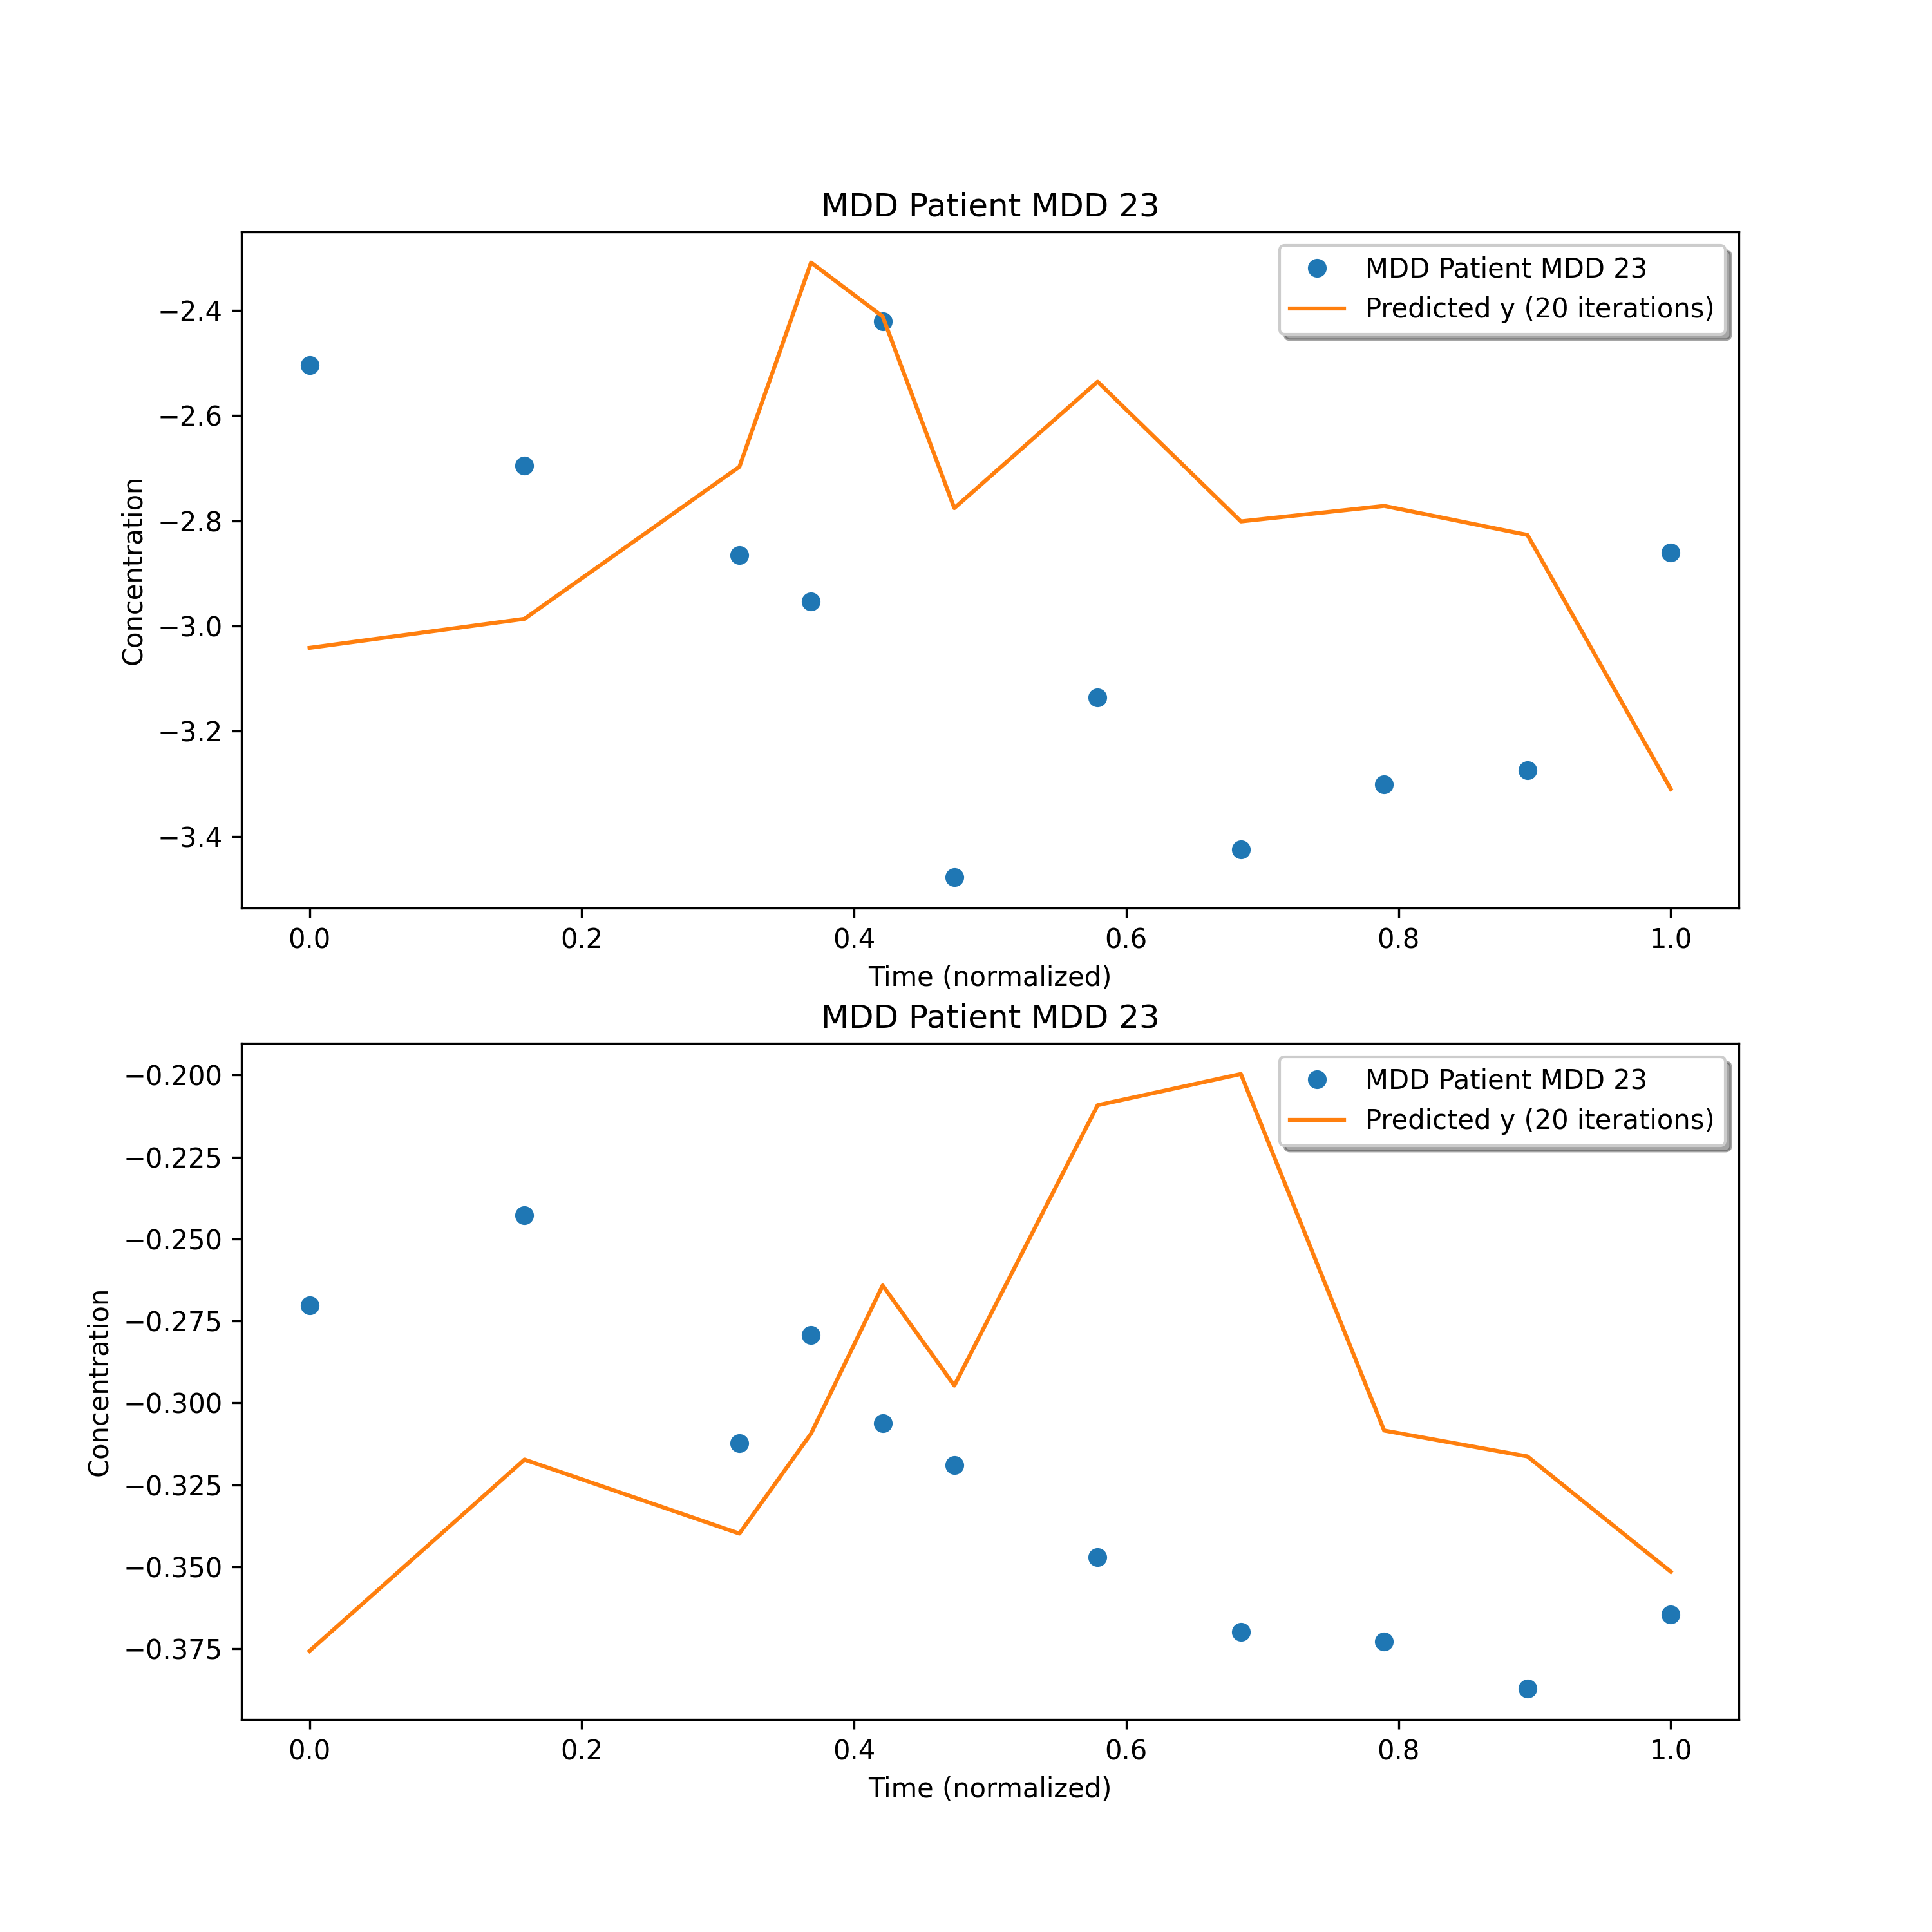 MDD Patient MDD 23
MDD Patient MDD 23
Predicted y (20 iterations)
−2.4
−2.6
−2.8
−3.0
−3.2
−3.4
Concentration
0.0 0.2 0.4 0.6 0.8 1.0
Time (normalized)
MDD Patient MDD 23
MDD Patient MDD 23
Predicted y (20 iterations)
−0.200
−0.225
−0.250
−0.275
−0.300
−0.325
−0.350
−0.375
Concentration
0.0 0.2 0.4 0.6 0.8 1.0
Time (normalized)